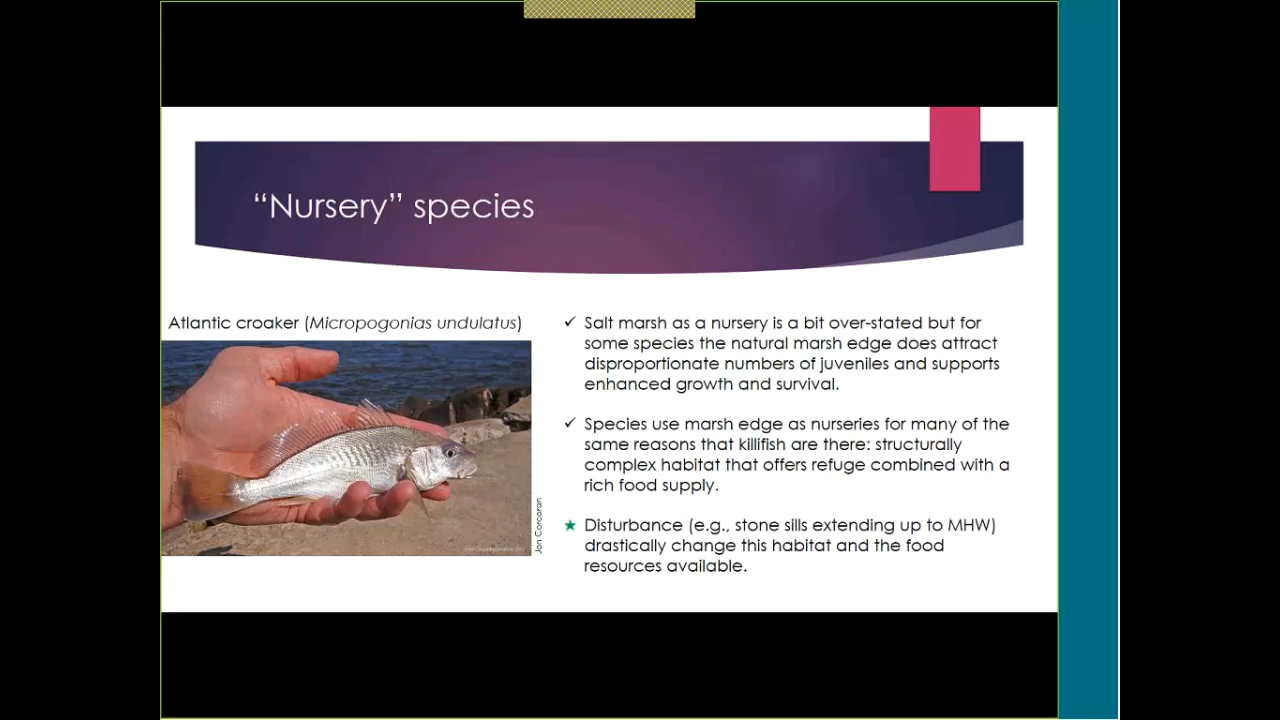 “Nursery” species
Atlantic croaker (Micropogonias undulatus)
Jon Corcoran
✓ Salt marsh as a nursery is a bit over-stated but for
some species the natural marsh edge does attract
disproportionate numbers of juveniles and supports
enhanced growth and survival.
✓ Species use marsh edge as nurseries for many of the
same reasons that killifish are there: structurally
complex habitat that offers refuge combined with a
rich food supply.
★ Disturbance (e.g., stone sills extending up to MHW)
drastically change this habitat and the food
resources available.